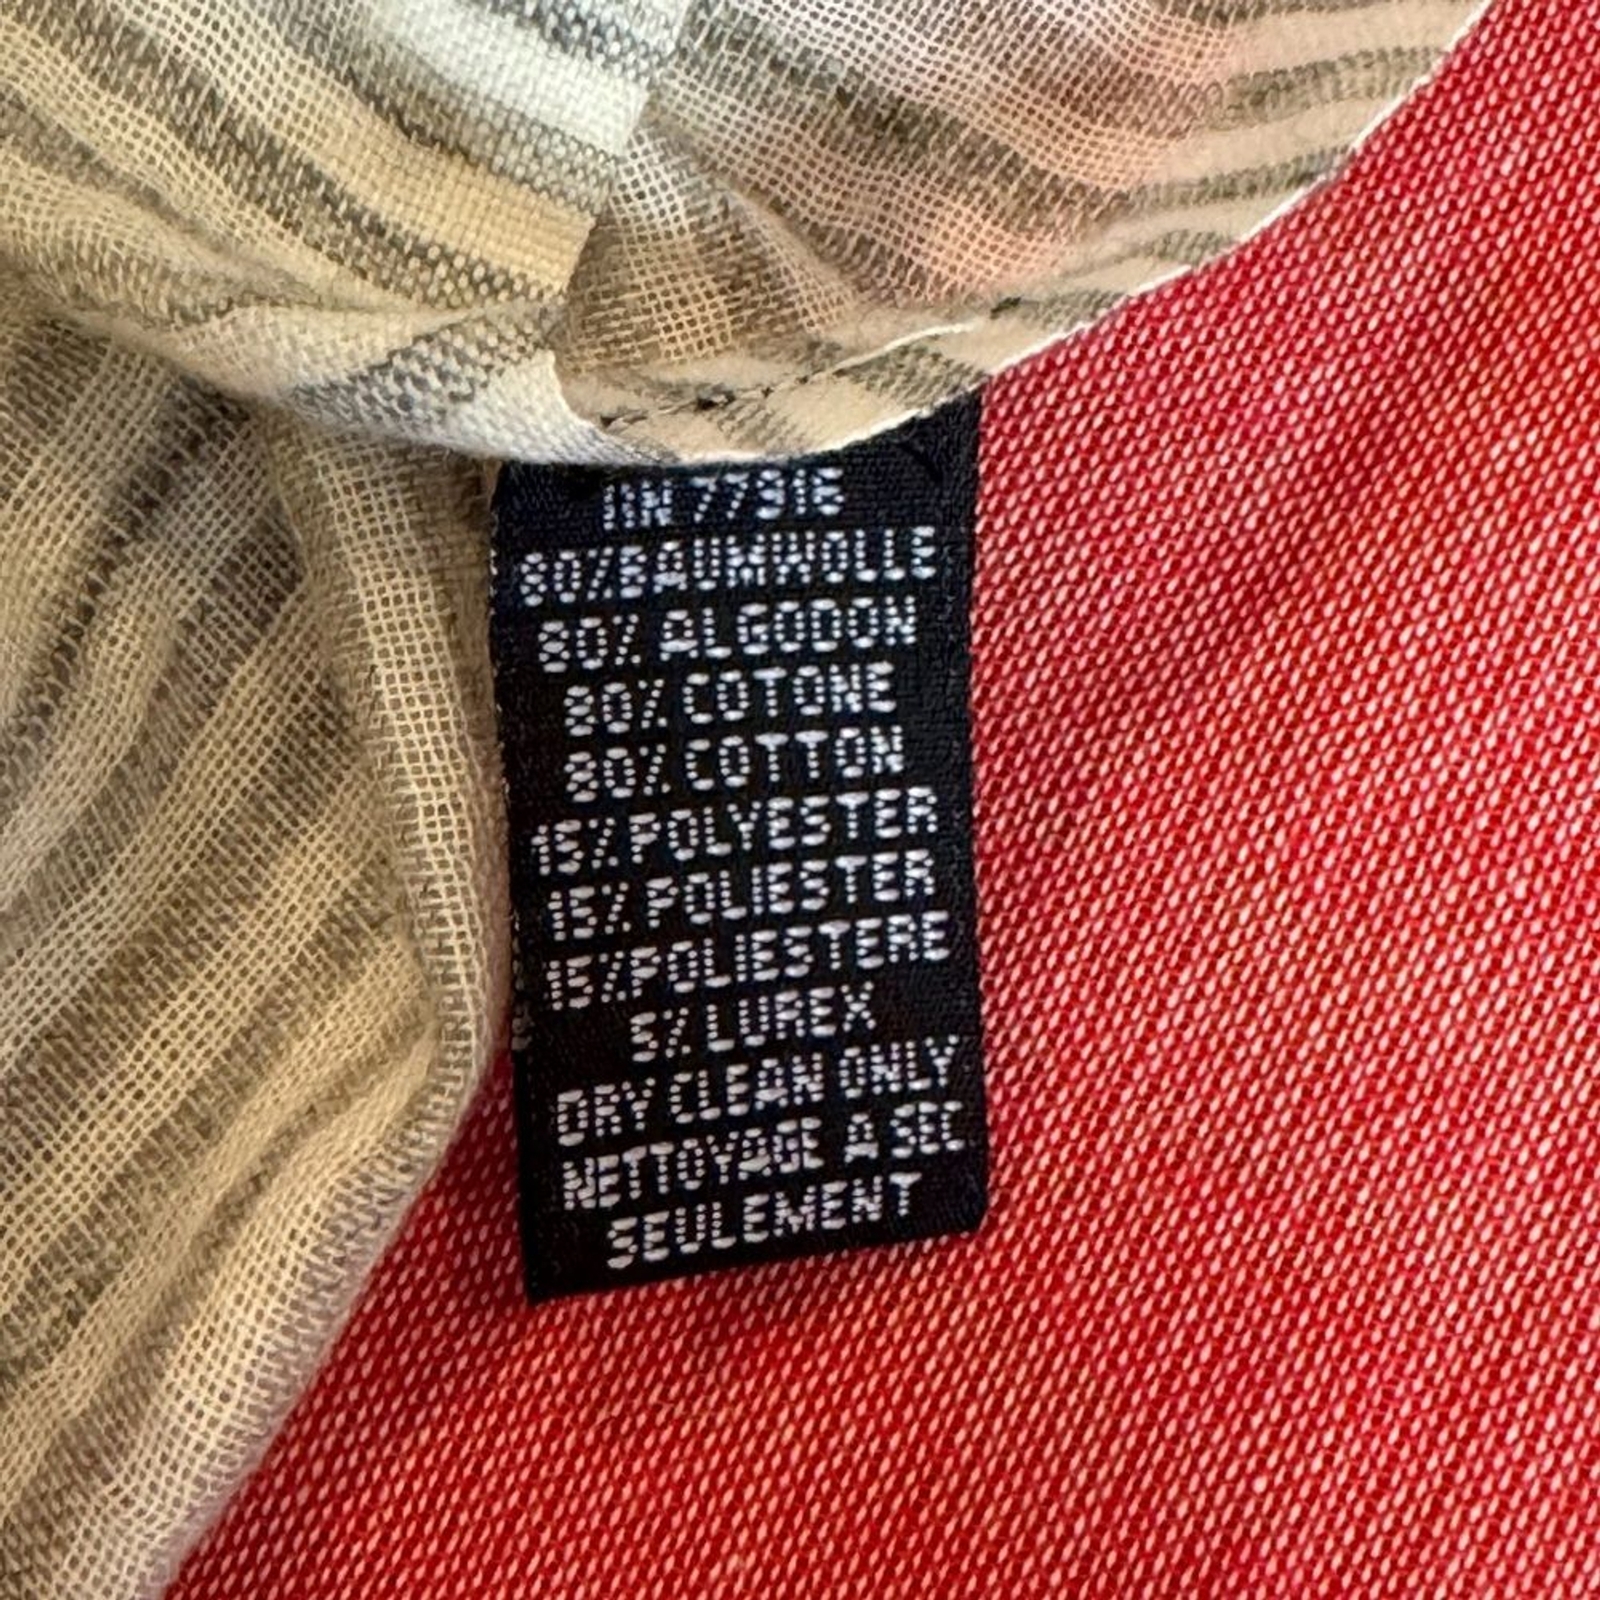 RN 77316
80% BAUMWOLLE
80% ALGODON
80% COTONE
80% COTTON
15% POLYESTER
15% POLIESTER
15% POLIESTERE
5% LUREX
DRY CLEAN ONLY
NETTOYAGE A SEC
SEULEMENT